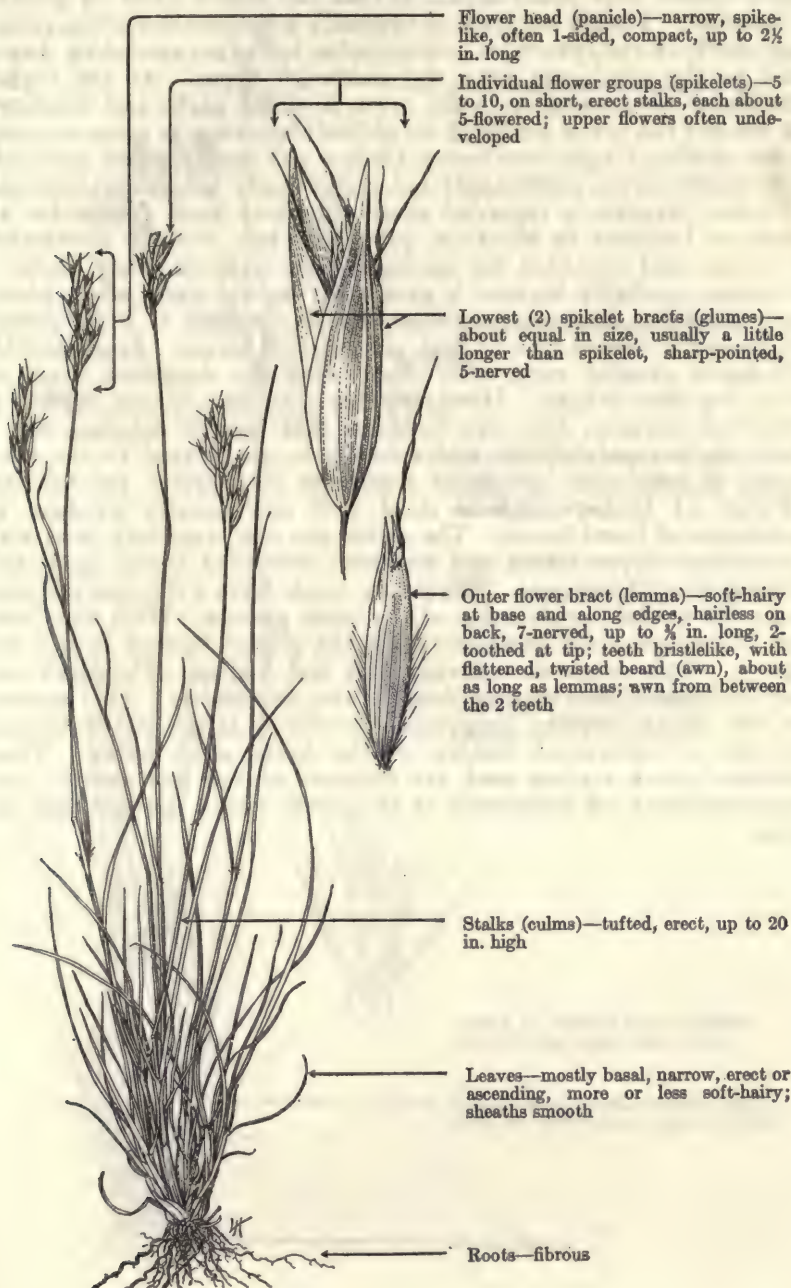 Flower head (panicle)—narrow, spike-
like, often 1-sided, compact, up to 2½
in. long
Individual flower groups (spikelets)—5
to 10, on short, erect stalks, each about
5-flowered; upper flowers often unde-
veloped
Lowest (2) spikelet bracts (glumes)—
about equal in size, usually a little
longer than spikelet, sharp-pointed,
5-nerved
Outer flower bract (lemma)—soft-hairy
at base and along edges, hairless on
back, 7-nerved, up to in. long, 2-
toothed at tip; teeth bristlelike, with
flattened, twisted beard (awn), about
as long as lemmas; awn from between
the 2 teeth
Stalks (culms)—tufted, erect, up to 20
in. high
Leaves—mostly basal, narrow, erect or
ascending, more or less soft-hairy;
sheaths smooth
Roots—fibrous